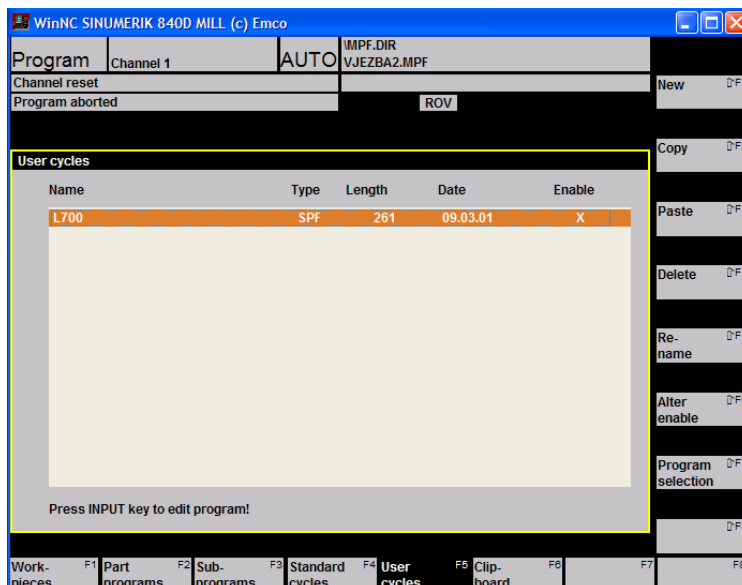 WinNC SINUMERIK 840D MILL (c) Emco
Program
Channel 1
AUTO
\MPF.DIR
VJEZBA2.MPF
Channel reset
Program aborted
ROV
New
Copy
Paste
Delete
Re-
name
Alter
enable
Program
selection
User cycles
Name Type Length Date Enable
L700 SPF 261 09.03.01 X
Press INPUT key to edit program!
Work-
pieces
F1
Part
programs
F2
Sub-
programs
F3
Standard
cycles
F4
User
cycles
F5
Clip-
board
F6
F7
F8